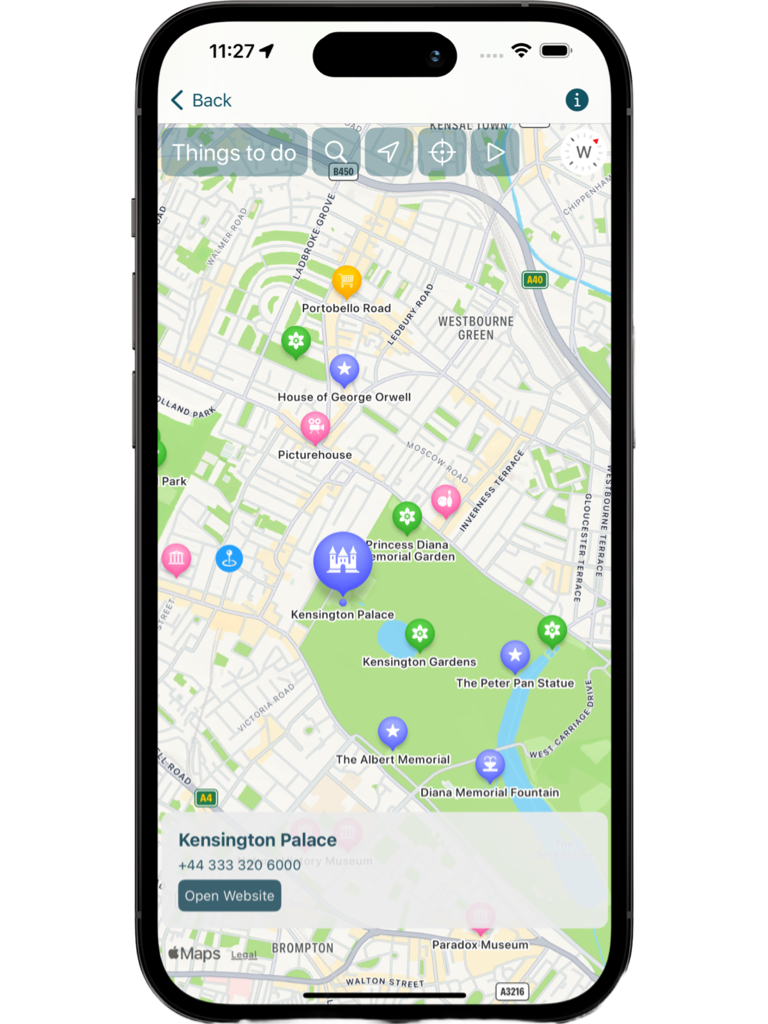 11:27
Back
KENSAL TOWN
Things to do
W
B450
CHIPPENHAM
WALMER ROAD
LADBROKE GROVE
A40
Portobello Road
LEDBURY ROAD
WESTBOURNE
GREEN
House of George Orwell
HOLLAND PARK
Picturehouse
MOSCOW ROAD
INVERNESS TERRACE
WESTBOURNE TERRACE
GLOUCESTER TERRACE
Park
Princess Diana
emorial Garden
STREET
Kensington Palace
Kensington Gardens
The Peter Pan Statue
VICTORIA ROAD
WEST CARRIAGE DRIVE
The Albert Memorial
Diana Memorial Fountain
LL ROAD
A4
Kensington Palace
ory Museum
+44 333 320 6000
Open Website
Paradox Museum
BROMPTON
Maps
Legal
WALTON STREET
A3216